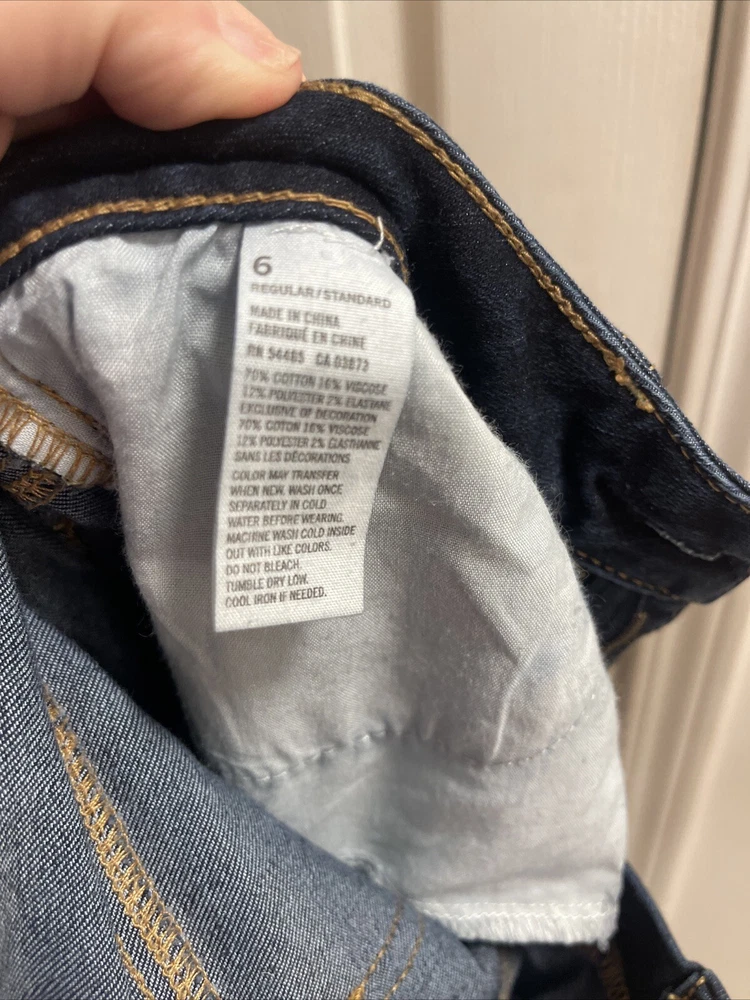 6
REGULAR/STANDARD
MADE IN CHINA
FABRIQUÉ EN CHINE
RN 54485 CA 03873
70% COTTON 16% VISCOSE
12% POLYESTER 2% ELASTANE
EXCLUSIVE OF DECORATION
70% COTON 16% VISCOSE
12% POLYESTER 2% ÉLASTHANNE
SANS LES DÉCORATIONS
COLOR MAY TRANSFER
WHEN NEW. WASH ONCE
SEPARATELY IN COLD
WATER BEFORE WEARING.
MACHINE WASH COLD INSIDE
OUT WITH LIKE COLORS.
DO NOT BLEACH.
TUMBLE DRY LOW.
COOL IRON IF NEEDED.